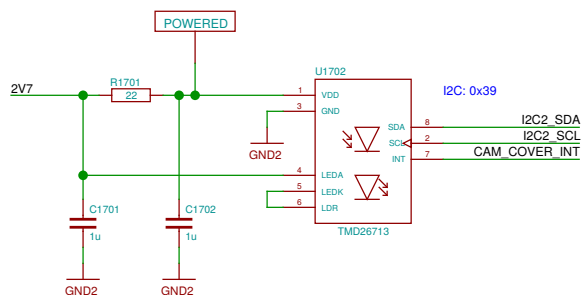 POWERED
2V7
R1701
22
U1702
I2C: 0x39
1
VDD
3
GND
GND2
SDA
8
I2C2_SDA
SCL
2
I2C2_SCL
INT
7
CAM_COVER_INT
4
LEDA
5
LEDK
6
LDR
TMD26713
C1701
1u
C1702
1u
GND2
GND2